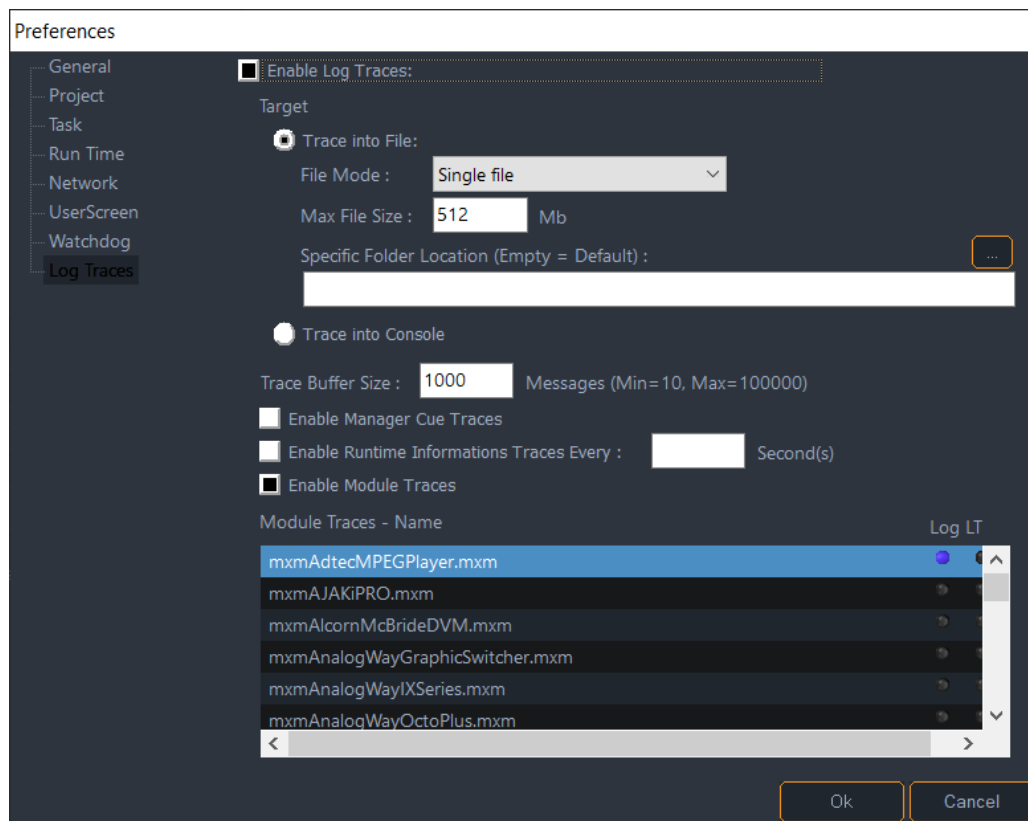 Preferences
General
Project
Task
Run Time
Network
UserScreen
Watchdog
Log Traces
Enable Log Traces:
Target
Trace into File:
File Mode : Single file
Max File Size : 512 Mb
Specific Folder Location (Empty = Default) : ...
Trace into Console
Trace Buffer Size : 1000 Messages (Min=10, Max=100000)
Enable Manager Cue Traces
Enable Runtime Informations Traces Every : Second(s)
Enable Module Traces
Module Traces - Name Log LT
mxmAdtecMPEGPlayer.mxm
mxmAJAKiPRO.mxm
mxmAlcornMcBrideDVM.mxm
mxmAnalogWayGraphicSwitcher.mxm
mxmAnalogWayIXSeries.mxm
mxmAnalogWayOctoPlus.mxm
Ok Cancel